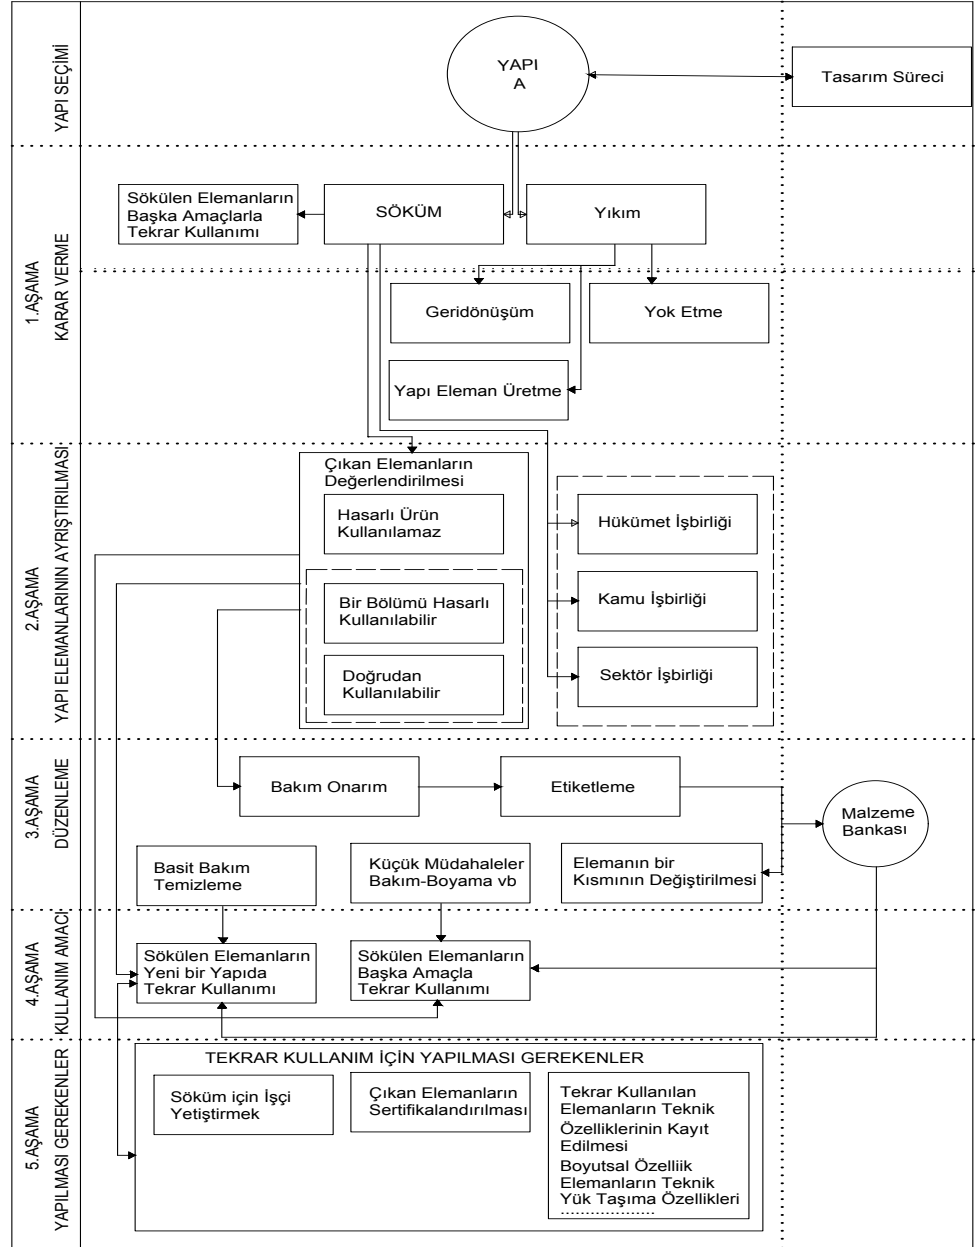 YAPI SEÇİMİ
YAPI
A
Tasarım Süreci
1.AŞAMA
KARAR VERME
Sökülen Elemanların
Başka Amaçlarla
Tekrar Kullanımı
SÖKÜM
Yıkım
Geridönüşüm
Yok Etme
Yapı Eleman Üretme
2.AŞAMA
YAPI ELEMANLARININ AYRIŞTIRILMASI
Çıkan Elemanların
Değerlendirilmesi
Hasarlı Ürün
Kullanılamaz
Bir Bölümü Hasarlı
Kullanılabilir
Doğrudan
Kullanılabilir
Hükümet İşbirliği
Kamu İşbirliği
Sektör İşbirliği
3.AŞAMA
DÜZENLEME
Bakım Onarım
Etiketleme
Malzeme
Bankası
Basit Bakım
Temizleme
Küçük Müdahaleler
Bakım-Boyama vb
Elemanın bir
Kısmının Değiştirilmesi
4.AŞAMA
KULLANIM AMACI
Sökülen Elemanların
Yeni bir Yapıda
Tekrar Kullanımı
Sökülen Elemanların
Başka Amaçla
Tekrar Kullanımı
5.AŞAMA
YAPILMASI GEREKENLER
TEKRAR KULLANIM İÇİN YAPILMASI GEREKENLER
Söküm için İşçi
Yetiştirmek
Çıkan Elemanların
Sertifikalandırılması
Tekrar Kullanılan
Elemanların Teknik
Özelliklerinin Kayıt
Edilmesi
Boyutsal Özelliik
Elemanların Teknik
Yük Taşıma Özellikleri
.....................